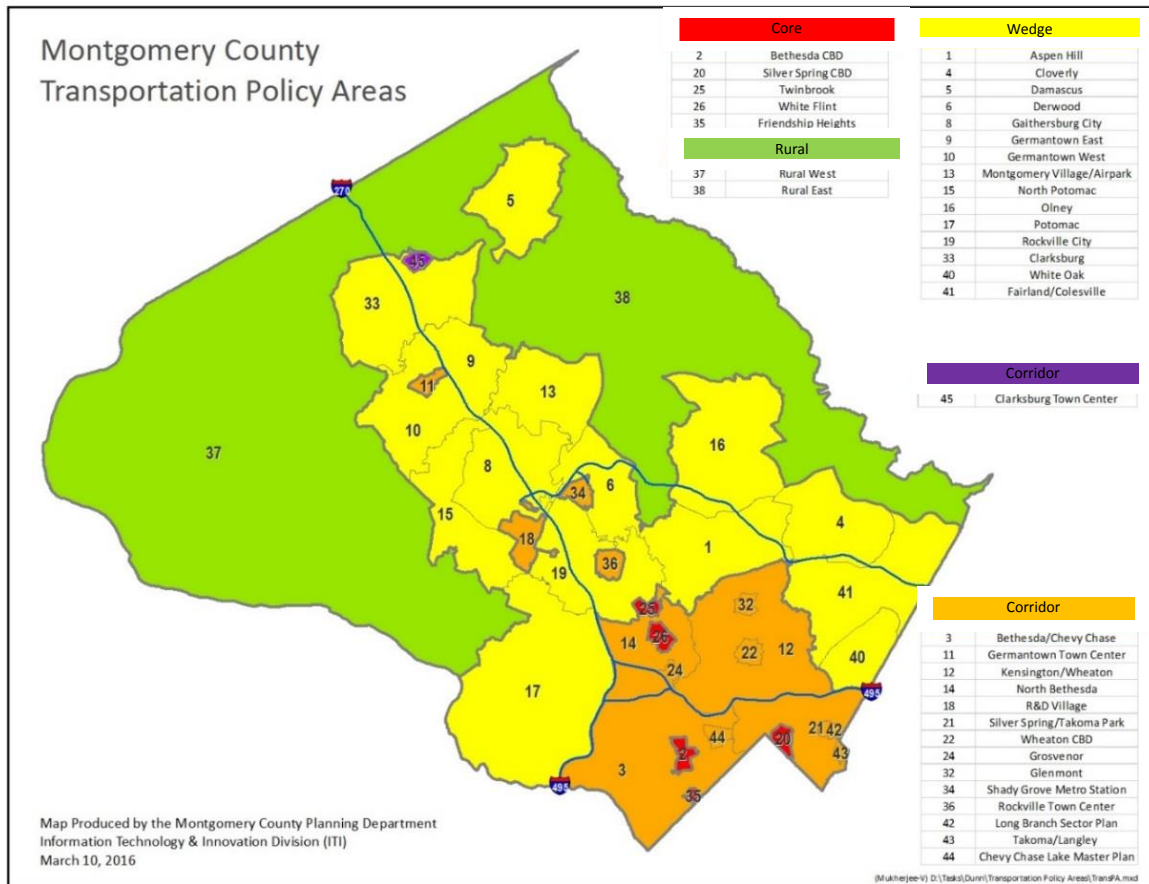 Montgomery County
Transportation Policy Areas
Core
2 Bethesda CBD
20 Silver Spring CBD
25 Twinbrook
26 White Flint
35 Friendship Heights
Rural
37 Rural West
38 Rural East
Wedge
1 Aspen Hill
4 Cloverly
5 Damascus
6 Derwood
8 Gaithersburg City
9 Germantown East
10 Germantown West
13 Montgomery Village/Airpark
15 North Potomac
16 Olney
17 Potomac
19 Rockville City
33 Clarksburg
40 White Oak
41 Fairland/Colesville
Corridor
45 Clarksburg Town Center
Corridor
3 Bethesda/Chevy Chase
11 Germantown Town Center
12 Kensington/Wheaton
14 North Bethesda
18 R&D Village
21 Silver Spring/Takoma Park
22 Wheaton CBD
24 Grosvenor
32 Glenmont
34 Shady Grove Metro Station
36 Rockville Town Center
42 Long Branch Sector Plan
43 Takoma/Langley
44 Chevy Chase Lake Master Plan
270
5
45
33
38
9
11
13
10
16
37
8
34
6
15
18
4
1
19
36
41
25
32
26
14
22
12
24
40
17
495
21
42
44
20
2
43
3
495
35
Map Produced by the Montgomery County Planning Department
Information Technology & Innovation Division (ITI)
March 10, 2016
(Mukherjee-V) D:\Tasks\Dunn\Transportation Policy Areas\TransPA.mxd